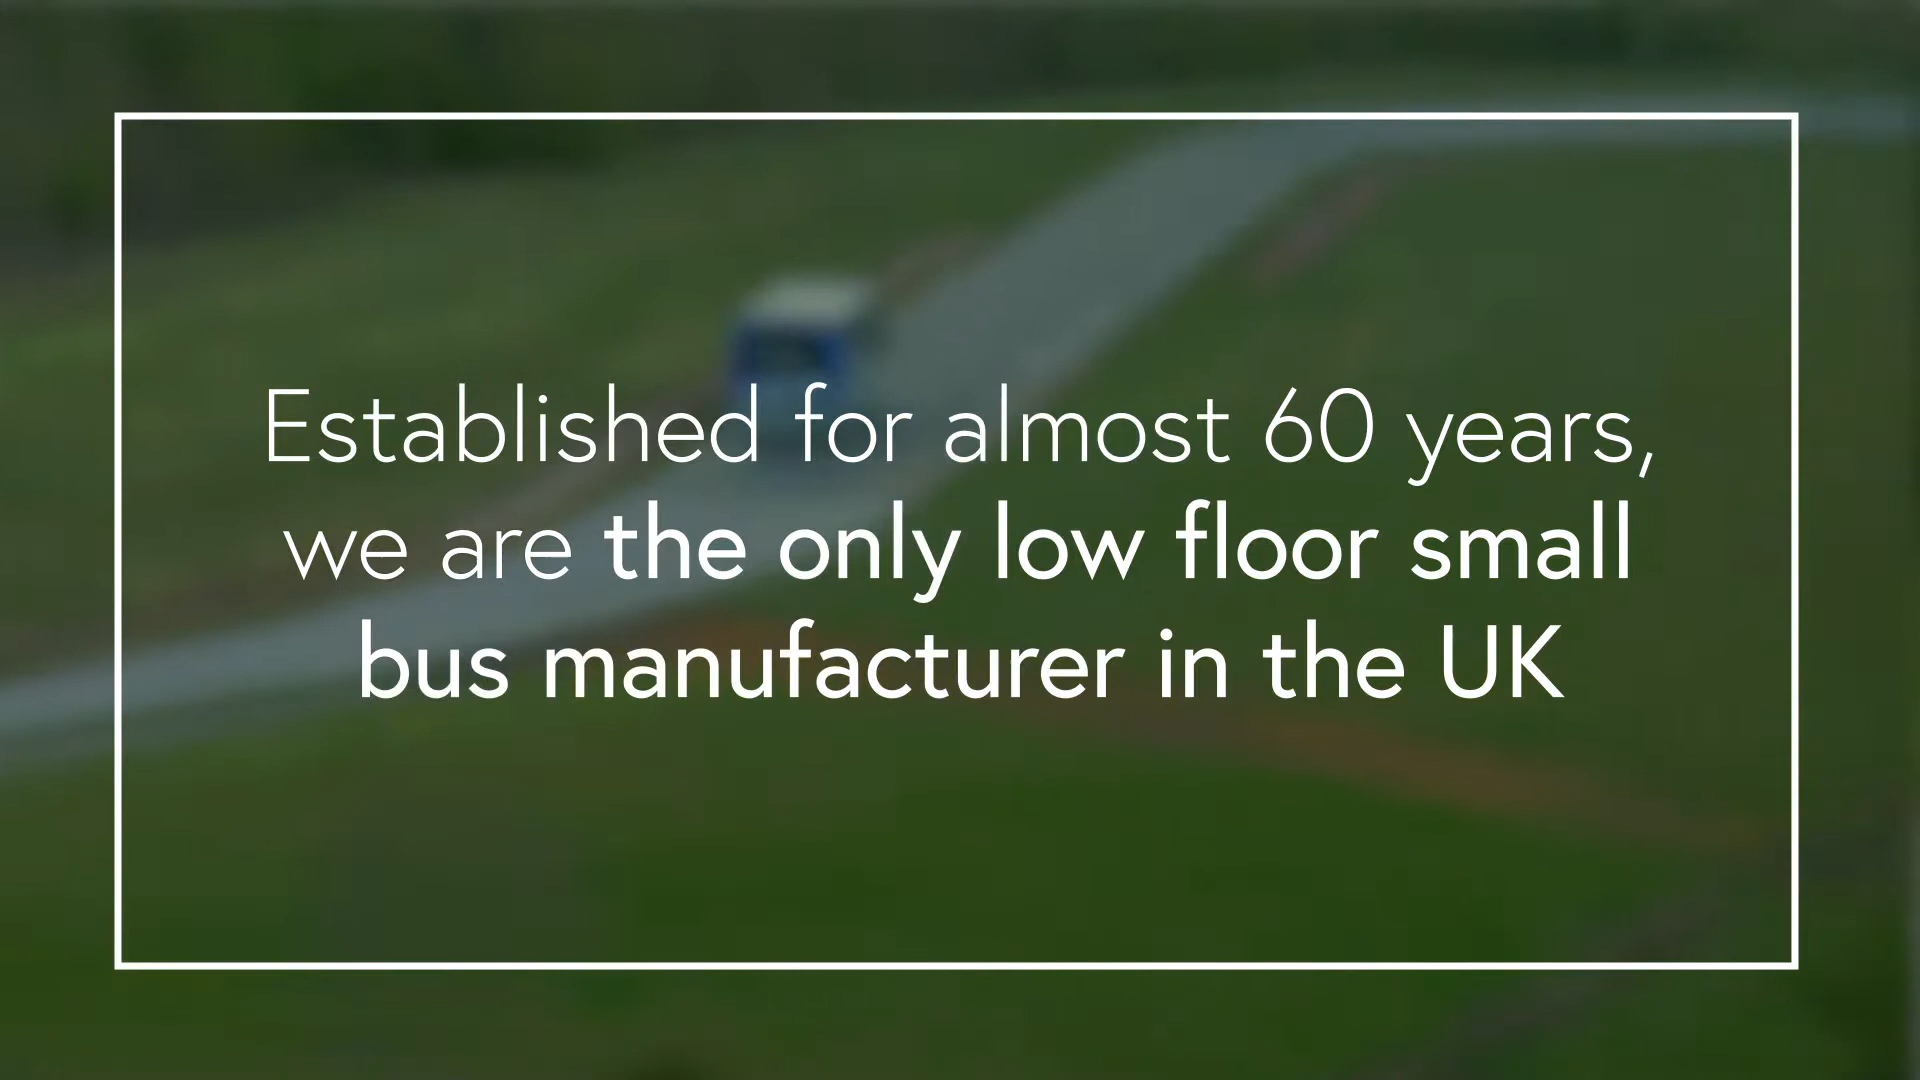 Established for almost 60 years,
we are the only low floor small
bus manufacturer in the UK